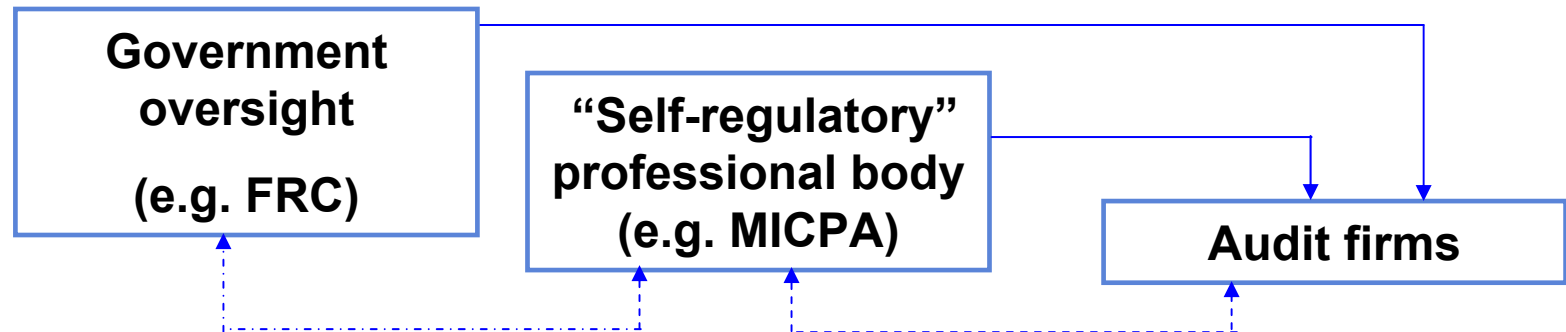 Government
oversight
(e.g. FRC)
“Self-regulatory”
professional body
(e.g. MICPA)
Audit firms